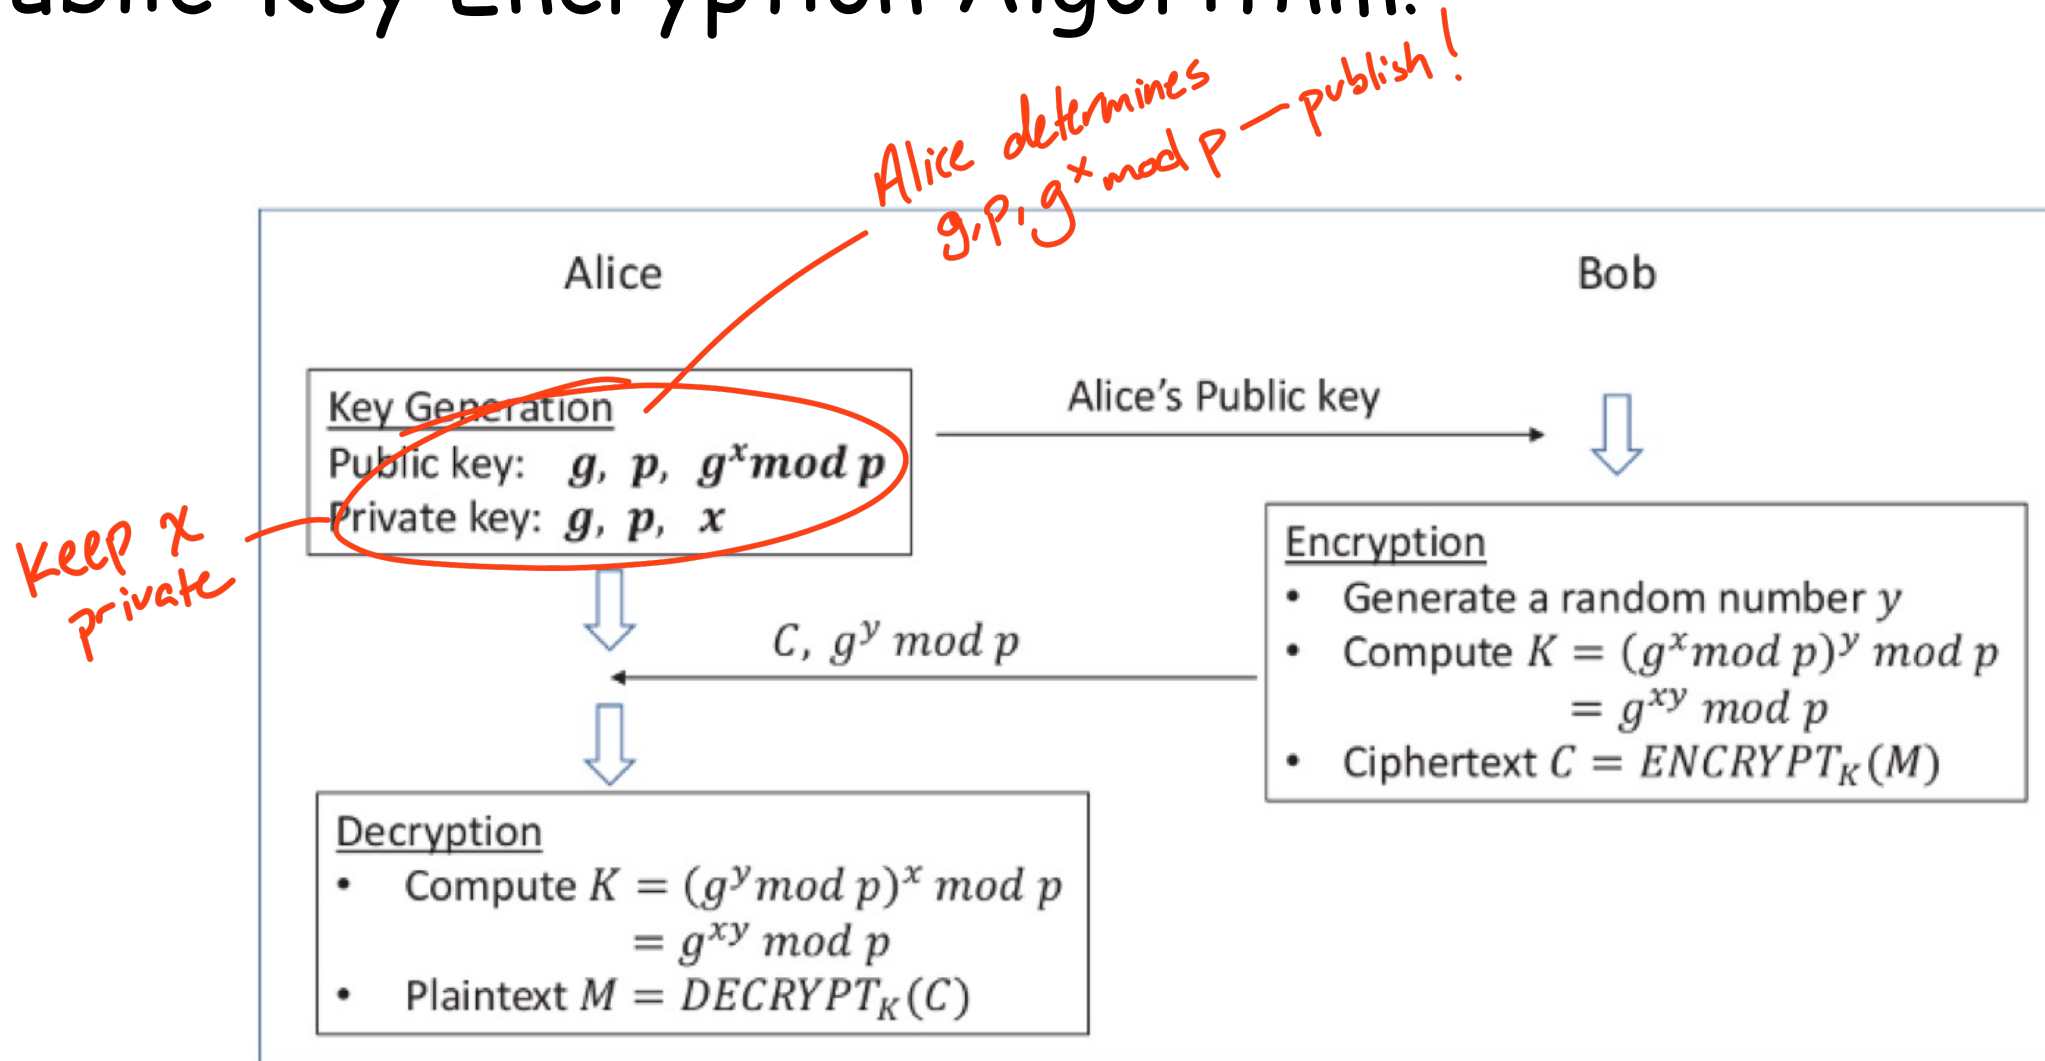 Key Encryption Algorithm:
Alice determines
g, p, g^x mod p — publish!
Alice
Bob
Key Generation
Public key: g, p, g^x mod p
Private key: g, p, x
Alice's Public key
Keep x
private
Encryption
• Generate a random number y
• Compute K = (g^x mod p)^y mod p
= g^xy mod p
• Ciphertext C = ENCRYPT_K(M)
C, g^y mod p
Decryption
• Compute K = (g^y mod p)^x mod p
= g^xy mod p
• Plaintext M = DECRYPT_K(C)